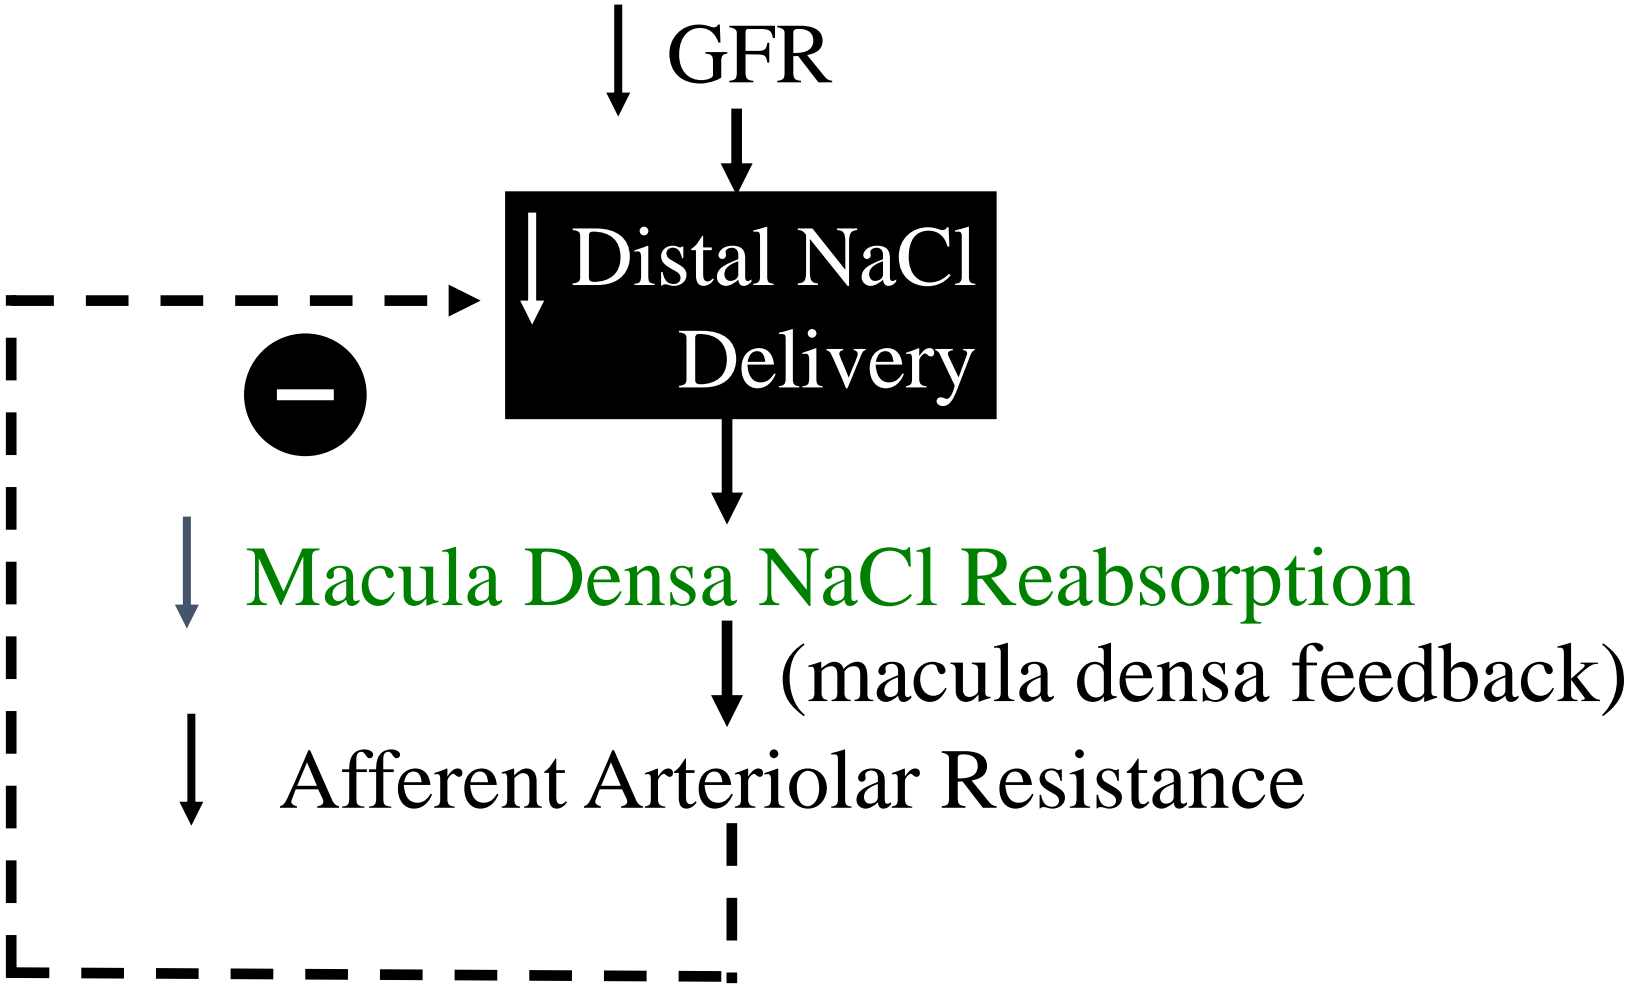 GFR
Distal NaCl
Delivery
Macula Densa NaCl Reabsorption
(macula densa feedback)
Afferent Arteriolar Resistance